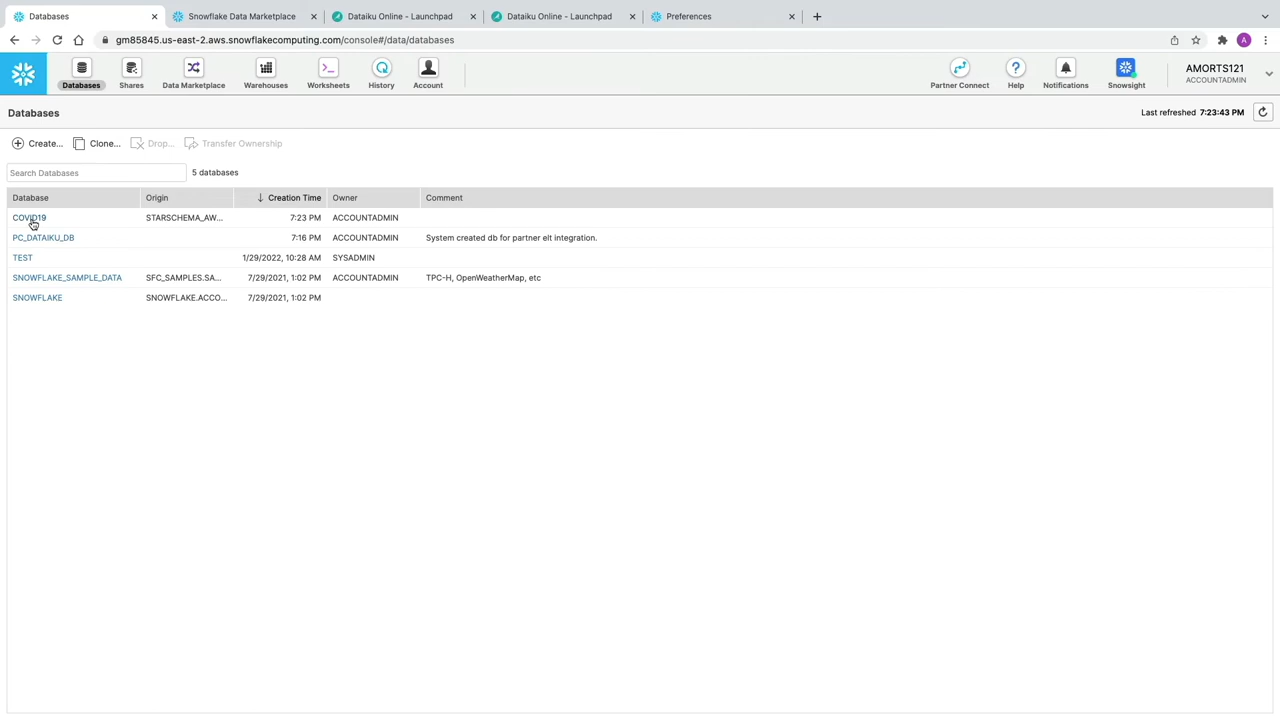 Databases
Snowflake Data Marketplace
Dataiku Online - Launchpad
Dataiku Online - Launchpad
Preferences
gm85845.us-east-2.aws.snowflakecomputing.com/console#/data/databases
A
Databases
Shares
Data Marketplace
Warehouses
Worksheets
History
Account
Partner Connect
Help
Notifications
Snowsight
AMORTS121
ACCOUNTADMIN
Databases
Last refreshed 7:23:43 PM
Create...
Clone...
Drop...
Transfer Ownership
Search Databases
5 databases
Database Origin Creation Time Owner Comment
COVID19 STARSCHEMA_AW... 7:23 PM ACCOUNTADMIN
PC_DATAIKU_DB 7:16 PM ACCOUNTADMIN System created db for partner elt integration.
TEST 1/29/2022, 10:28 AM SYSADMIN
SNOWFLAKE_SAMPLE_DATA SFC_SAMPLES.SA... 7/29/2021, 1:02 PM ACCOUNTADMIN TPC-H, OpenWeatherMap, etc
SNOWFLAKE SNOWFLAKE.ACCO... 7/29/2021, 1:02 PM